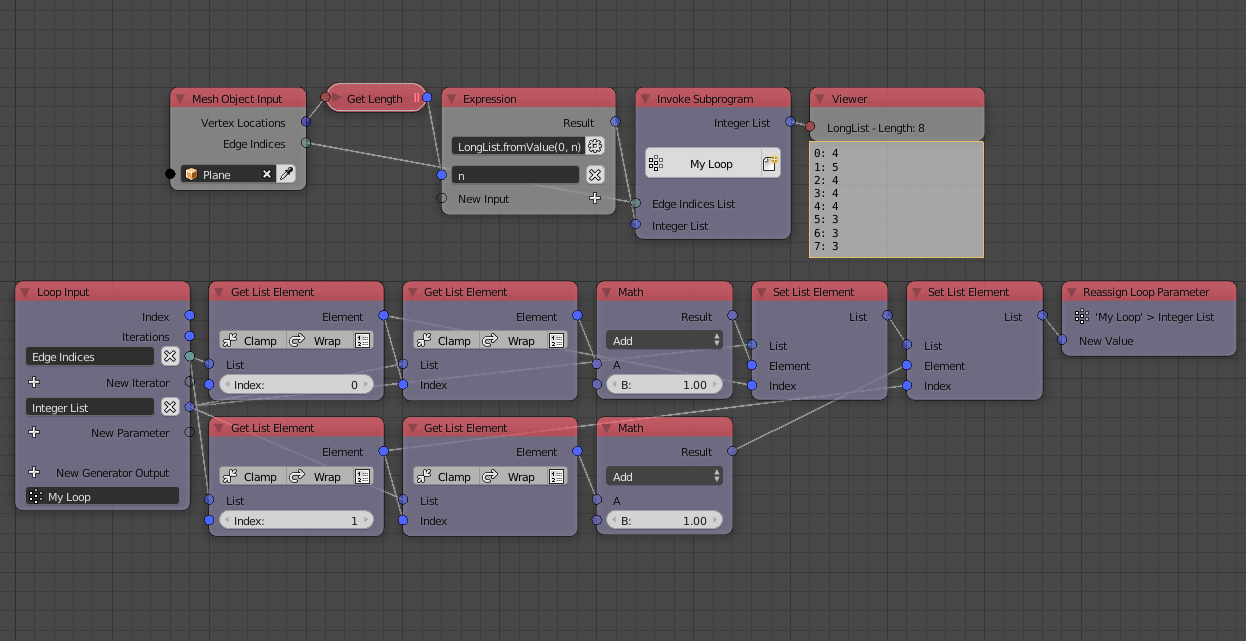 Mesh Object Input
Vertex Locations
Edge Indices
Plane
Get Length
Expression
Result
LongList.fromValue(0, n)
n
New Input
Invoke Subprogram
Integer List
My Loop
Edge Indices List
Integer List
Viewer
LongList - Length: 8
0: 4
1: 5
2: 4
3: 4
4: 4
5: 3
6: 3
7: 3
Loop Input
Index
Iterations
Edge Indices
New Iterator
Integer List
New Parameter
New Generator Output
My Loop
Get List Element
Element
Clamp Wrap
List
Index: 0
Get List Element
Element
Clamp Wrap
List
Index
Math
Result
Add
A
B: 1.00
Set List Element
List
List
Element
Index
Set List Element
List
List
Element
Index
Reassign Loop Parameter
'My Loop' > Integer List
New Value
Get List Element
Element
Clamp Wrap
List
Index: 1
Get List Element
Element
Clamp Wrap
List
Index
Math
Result
Add
A
B: 1.00